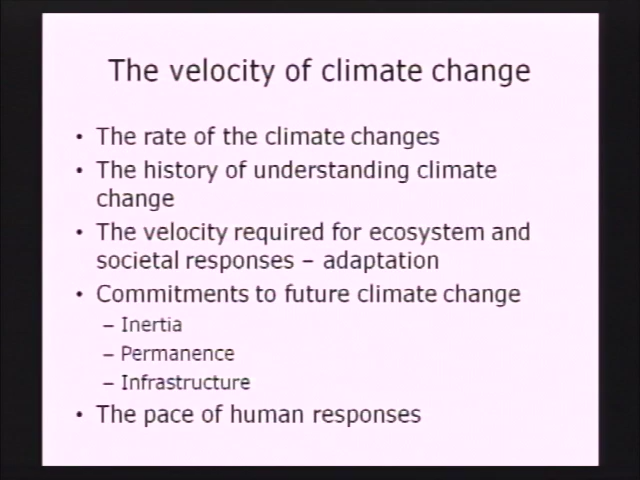 The velocity of climate change
• The rate of the climate changes
• The history of understanding climate
change
• The velocity required for ecosystem and
societal responses – adaptation
• Commitments to future climate change
– Inertia
– Permanence
– Infrastructure
• The pace of human responses